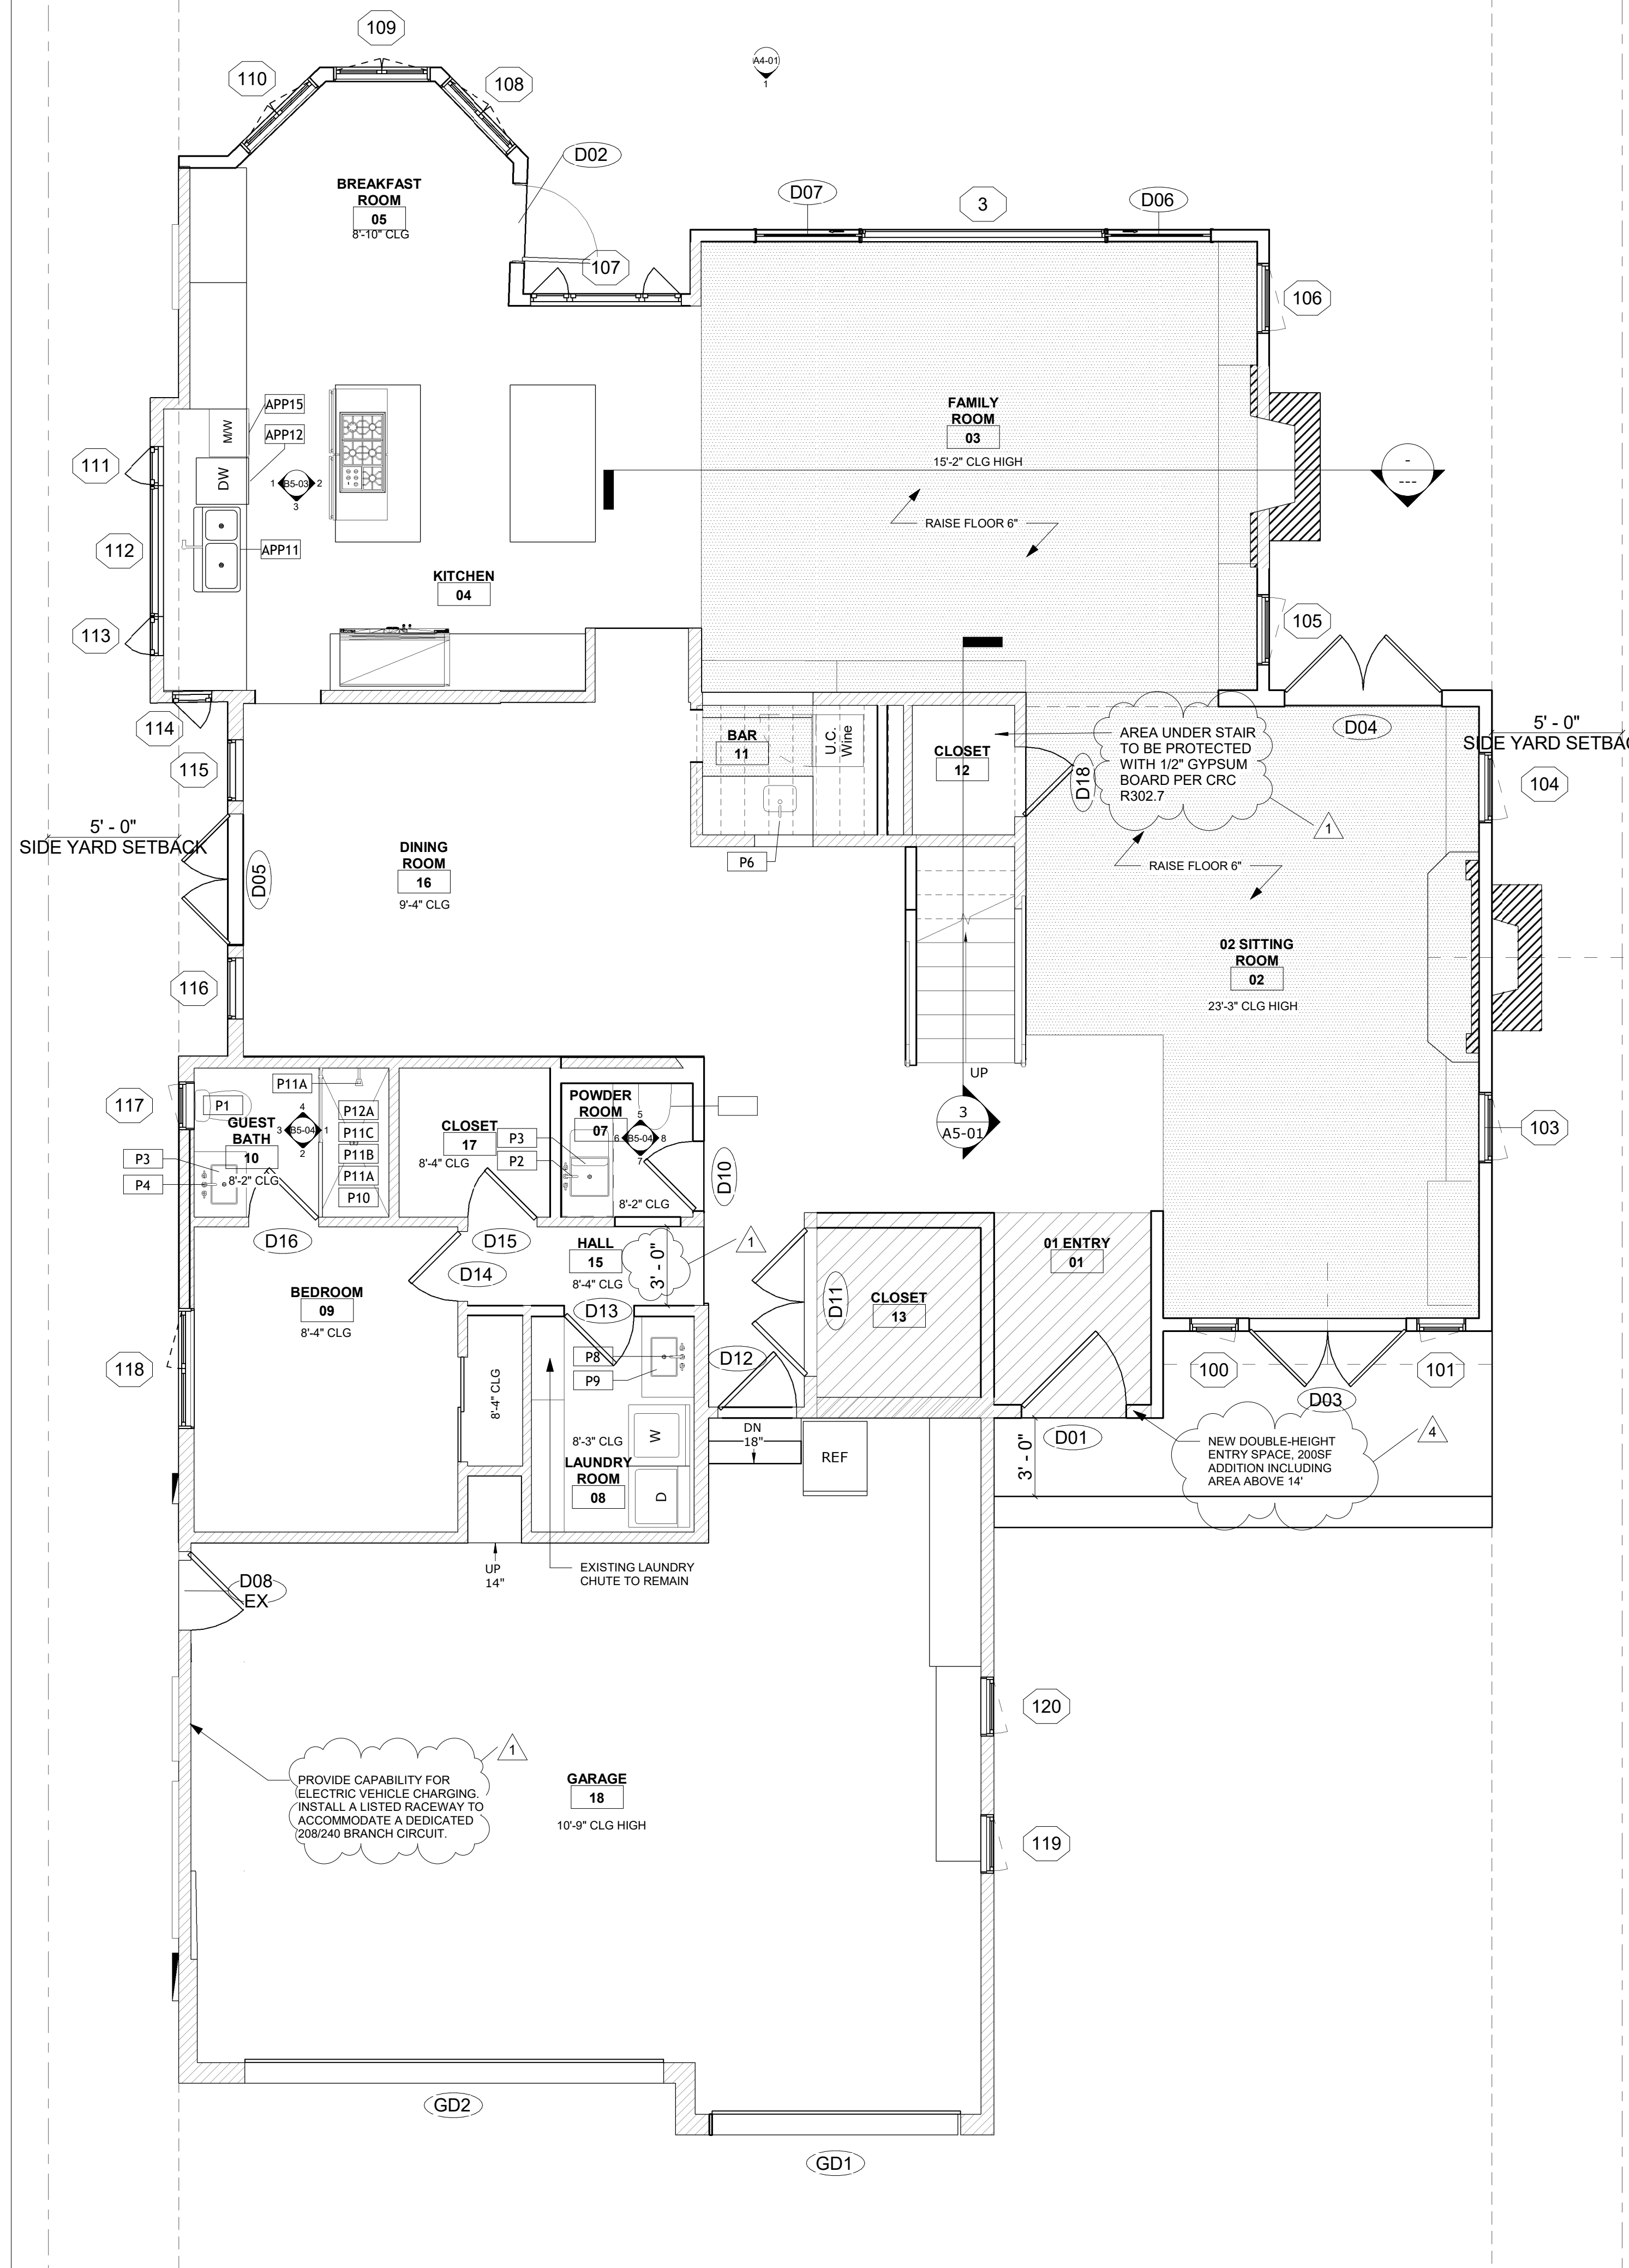 109
A4-01
1
110
108
D02
BREAKFAST
ROOM
05
8'-10" CLG
D07
3
D06
107
106
APP15
M/W
APP12
DW
1
B5-03
2
3
111
112
APP11
113
KITCHEN
04
FAMILY
ROOM
03
15'-2" CLG HIGH
RAISE FLOOR 6"
-
---
105
114
115
BAR
11
U.C.
Wine
CLOSET
12
D18
AREA UNDER STAIR
TO BE PROTECTED
WITH 1/2" GYPSUM
BOARD PER CRC
R302.7
1
D04
5' - 0"
SIDE YARD SETBAC
104
5' - 0"
SIDE YARD SETBACK
D05
DINING
ROOM
16
9'-4" CLG
P6
RAISE FLOOR 6"
02 SITTING
ROOM
02
23'-3" CLG HIGH
116
UP
3
A5-01
117
P1
P11A
GUEST
BATH
10
8'-2" CLG
4
3
B5-04
1
2
P12A
P11C
P11B
P11A
P10
P3
P4
CLOSET
17
8'-4" CLG
P3
P2
POWDER
ROOM
07
5
6
B5-04
8
7
8'-2" CLG
D10
103
D16
D15
D14
HALL
15
8'-4" CLG
3' - 0"
1
D13
01 ENTRY
01
BEDROOM
09
8'-4" CLG
D11
CLOSET
13
118
8'-4" CLG
P8
P9
D12
100
D03
101
8'-3" CLG
LAUNDRY
ROOM
08
W
D
DN
18"
REF
D01
3' - 0"
NEW DOUBLE-HEIGHT
ENTRY SPACE, 200SF
ADDITION INCLUDING
AREA ABOVE 14'
4
UP
14"
EXISTING LAUNDRY
CHUTE TO REMAIN
D08
EX
120
1
PROVIDE CAPABILITY FOR
ELECTRIC VEHICLE CHARGING.
INSTALL A LISTED RACEWAY TO
ACCOMMODATE A DEDICATED
208/240 BRANCH CIRCUIT.
GARAGE
18
10'-9" CLG HIGH
119
GD2
GD1